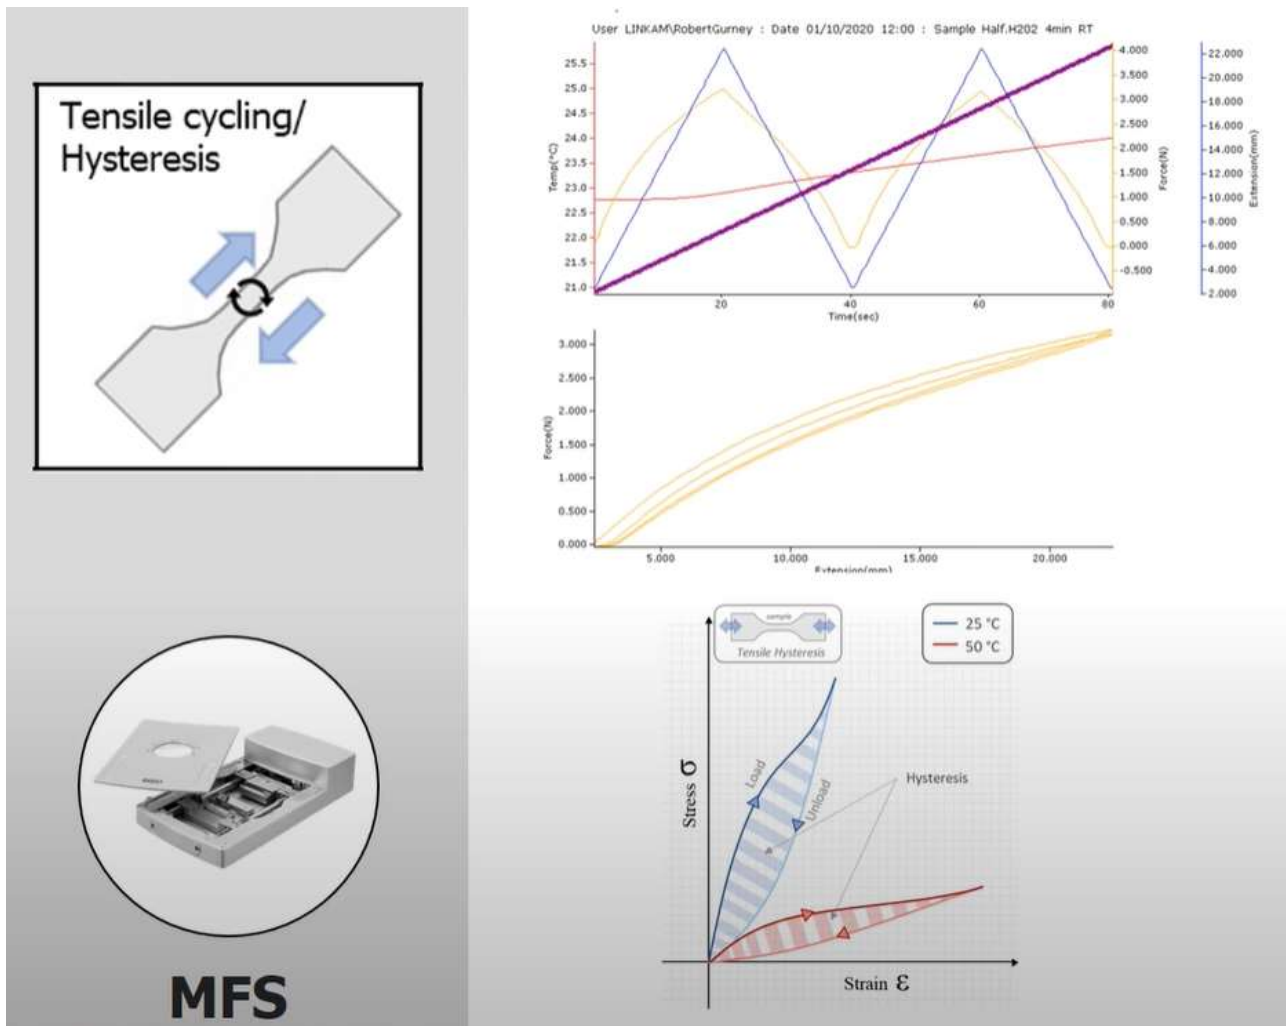 Tensile cycling/
Hysteresis
MFS
User LINKAM\RobertGurney : Date 01/10/2020 12:00 : Sample Half.H202 4min RT
Temp(°C)
25.5
25.0
24.5
24.0
23.5
23.0
22.5
22.0
21.5
21.0
20
40
60
80
Time(sec)
4.000
3.500
3.000
2.500
2.000
1.500
1.000
0.500
0.000
-0.500
Force(N)
22.000
20.000
18.000
16.000
14.000
12.000
10.000
8.000
6.000
4.000
2.000
Extension(mm)
Force(N)
3.000
2.500
2.000
1.500
1.000
0.500
0.000
5.000
10.000
15.000
20.000
Extension(mm)
sample
Tensile Hysteresis
25 °C
50 °C
Stress σ
Load
Unload
Hysteresis
Strain ε